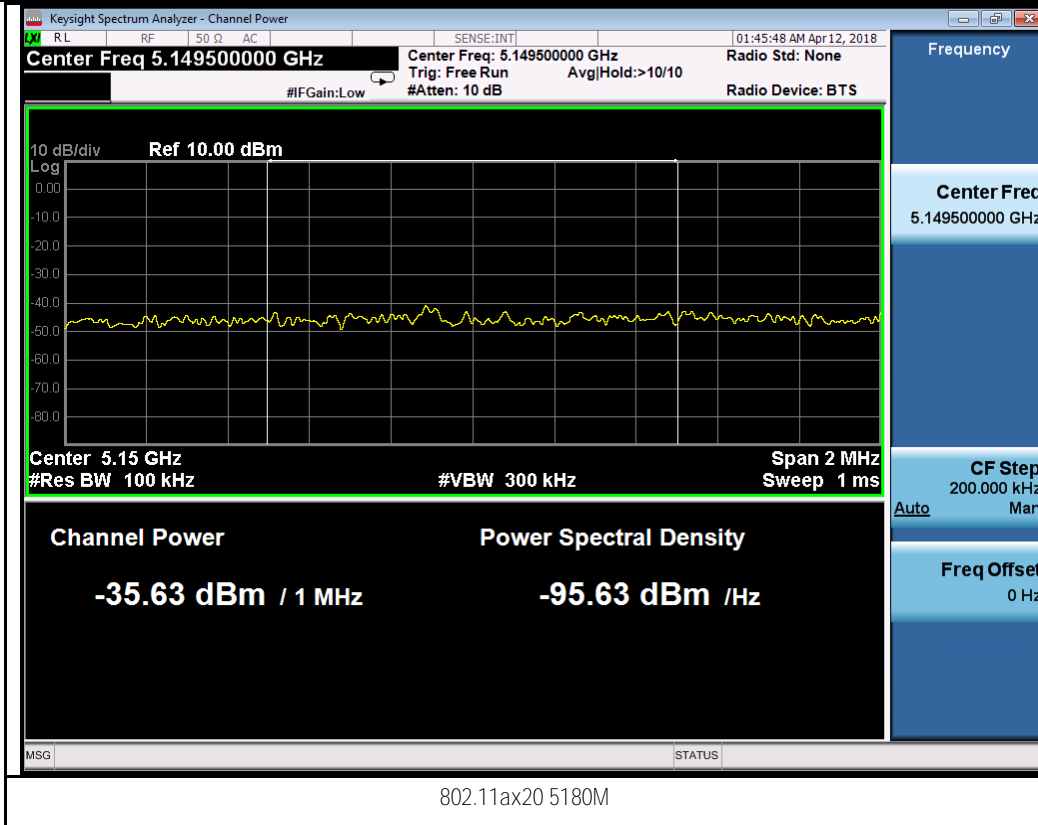 Keysight Spectrum Analyzer - Channel Power
LXI RL RF 50 Ω AC SENSE:INT 01:45:48 AM Apr 12, 2018
Center Freq 5.149500000 GHz
Center Freq: 5.149500000 GHz
Radio Std: None
Trig: Free Run
Avg|Hold:>10/10
#IFGain:Low
#Atten: 10 dB
Radio Device: BTS
10 dB/div
Ref 10.00 dBm
Log
0.00
-10.0
-20.0
-30.0
-40.0
-50.0
-60.0
-70.0
-80.0
Center 5.15 GHz
Span 2 MHz
#Res BW 100 kHz
#VBW 300 kHz
Sweep 1 ms
Channel Power
Power Spectral Density
-35.63 dBm / 1 MHz
-95.63 dBm /Hz
MSG
STATUS
Frequency
Center Freq
5.149500000 GHz
CF Step
200.000 kHz
Auto Man
Freq Offset
0 Hz
802.11ax20 5180M